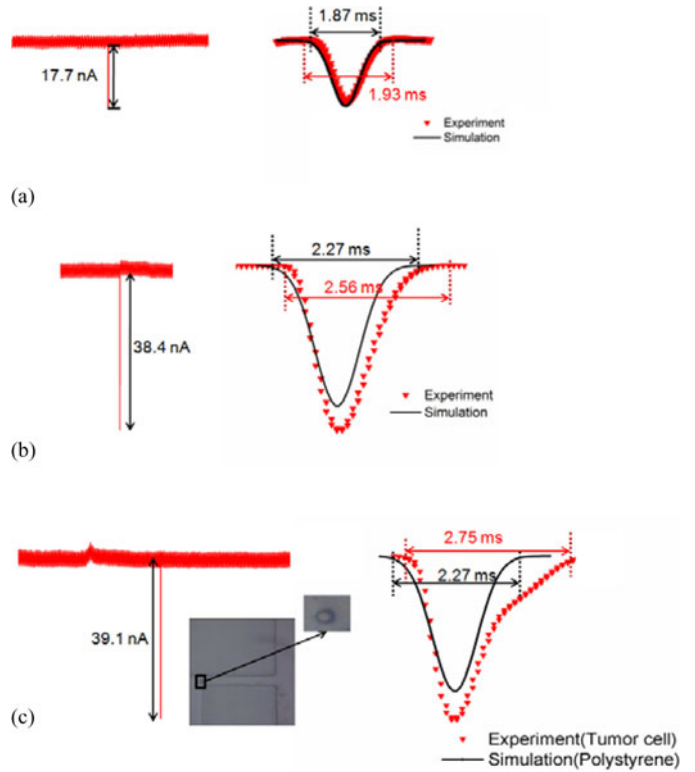 1.87 ms
17.7 nA
1.93 ms
Experiment
Simulation
(a)
2.27 ms
2.56 ms
38.4 nA
Experiment
Simulation
(b)
2.75 ms
2.27 ms
39.1 nA
(c)
Experiment(Tumor cell)
Simulation(Polystyrene)